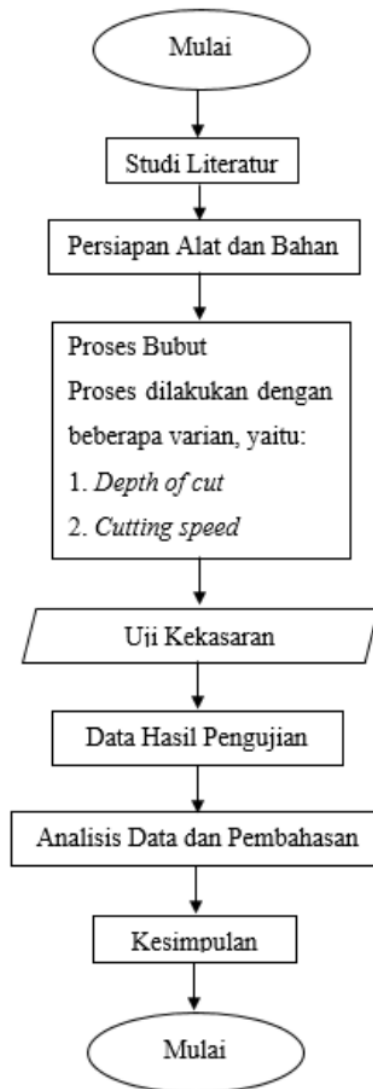 Mulai
Studi Literatur
Persiapan Alat dan Bahan
Proses Bubut
Proses dilakukan dengan
beberapa varian, yaitu:
1. Depth of cut
2. Cutting speed
Uji Kekasaran
Data Hasil Pengujian
Analisis Data dan Pembahasan
Kesimpulan
Mulai